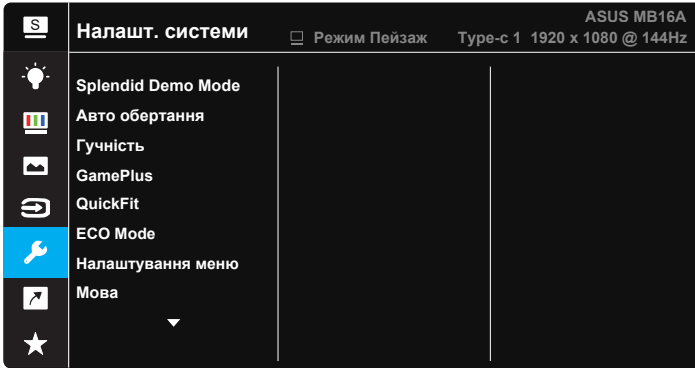 S
Налашт. системи
Режим Пейзаж
Type-c 1 1920 x 1080 @ 144Hz
ASUS MB16A
Splendid Demo Mode
Авто обертання
Гучність
GamePlus
QuickFit
ECO Mode
Налаштування меню
Мова